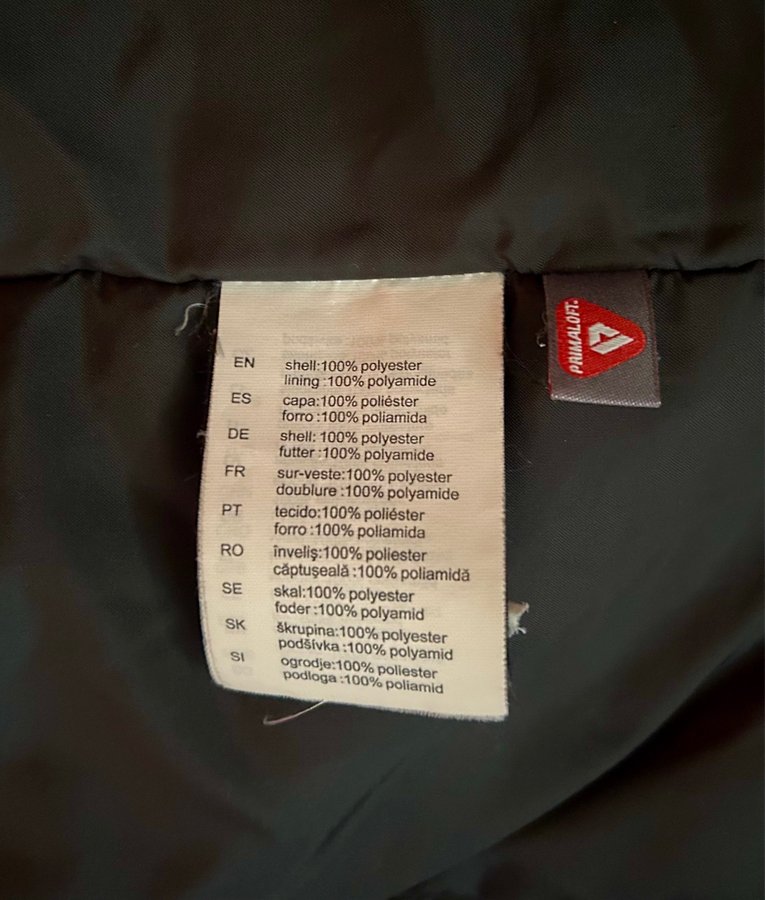 EN shell:100% polyester
lining :100% polyamide
ES capa:100% poliéster
forro :100% poliamida
DE shell: 100% polyester
futter :100% polyamide
FR sur-veste:100% polyester
doublure :100% polyamide
PT tecido:100% poliéster
forro :100% poliamida
RO înveliş:100% poliester
căptuşeală :100% poliamidă
SE skal:100% polyester
foder :100% polyamid
SK škrupina:100% polyester
podšívka :100% polyamid
SI ogrodje:100% poliester
podloga :100% poliamid
PRIMALOFT